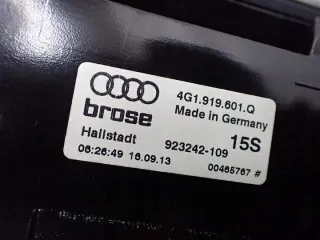 4G1.919.601.Q
Made in Germany
brose
Hallstadt 923242-109 15S
06:26:49 16.09.13 00465767 #